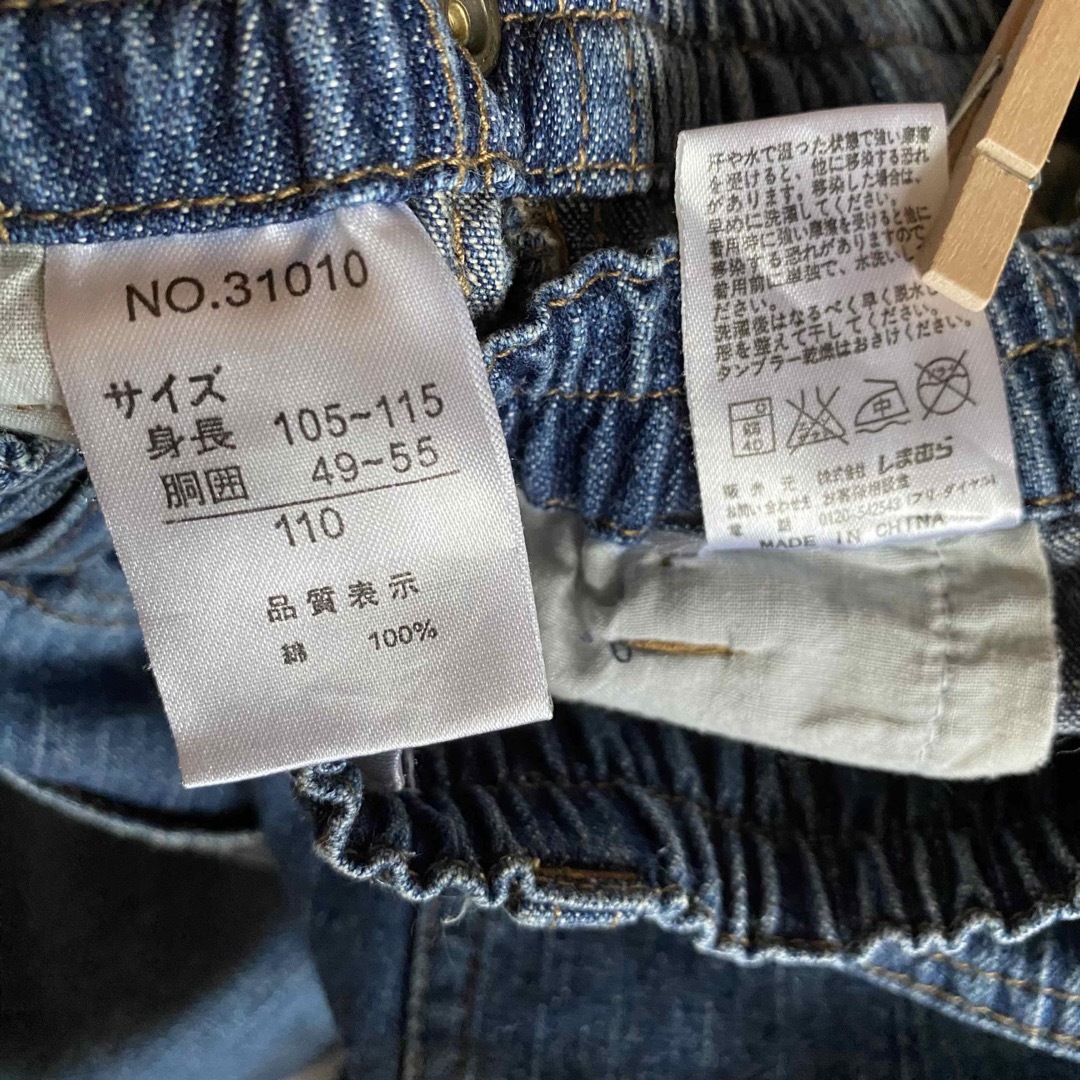 NO.31010
サイズ
身長 105~115
胴囲 49~55
110
品質表示
綿 100%
汗や水で湿った状態で強い摩擦
を受けると、他に移染する恐れ
があります。移染した場合は、
早めに洗濯してください。
着用時に強い摩擦を受けると他に
移染する恐れがありますので
着用前に単独で、水洗いし
ださい。
洗濯後はなるべく早く脱水し
形を整えて干してください。
タンブラー乾燥はおさけください。
40
中
株式会社 しまむら
販売元
お問い合わせ先 お客様相談室
電話 0120-542543(フリーダイヤル)
MADE IN CHINA